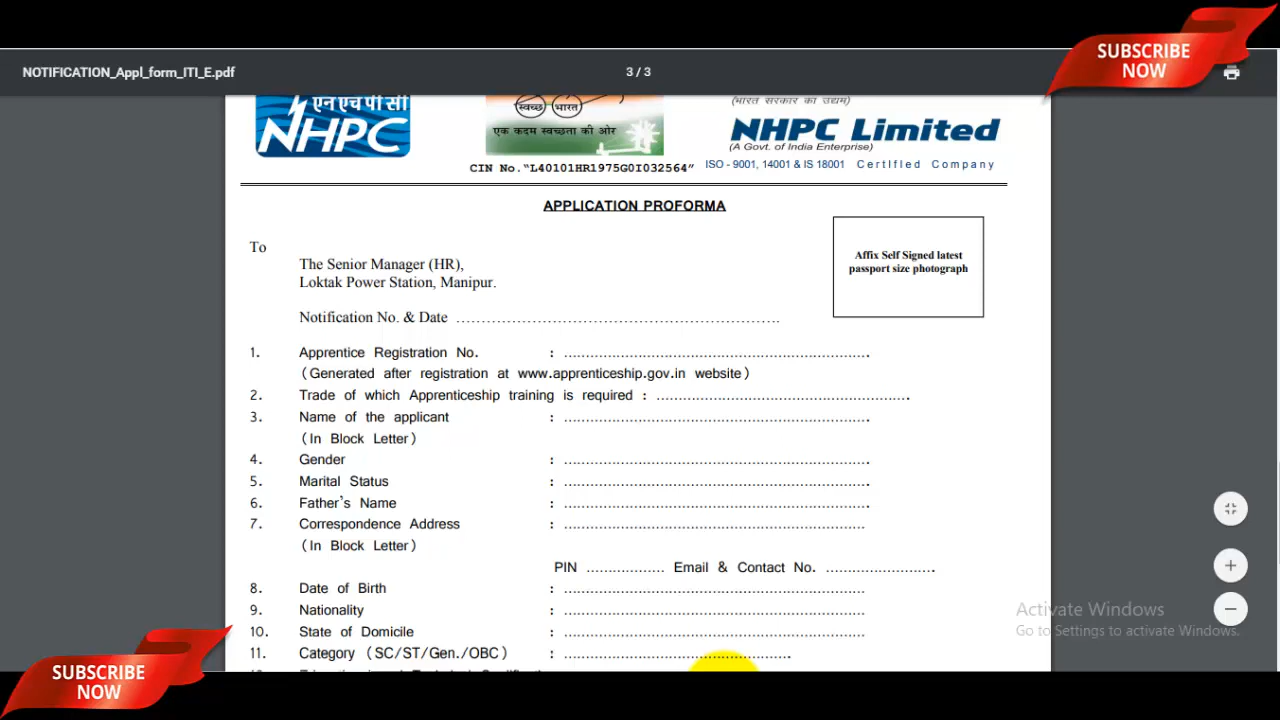 SUBSCRIBE
NOW
NOTIFICATION_Appl_form_ITI_E.pdf
3 / 3
एन एच पी सी
NHPC
स्वच्छ भारत
एक कदम स्वच्छता की ओर
(भारत सरकार का उद्यम)
NHPC Limited
(A Govt. of India Enterprise)
CIN No."L40101HR1975GOI032564"
ISO - 9001, 14001 & IS 18001 Certified Company
APPLICATION PROFORMA
Affix Self Signed latest
passport size photograph
To
The Senior Manager (HR),
Loktak Power Station, Manipur.
Notification No. & Date ……………………………………………………….
1. Apprentice Registration No. : ……………………………………………….
(Generated after registration at www.apprenticeship.gov.in website)
2. Trade of which Apprenticeship training is required : ……………………………………….
3. Name of the applicant : ……………………………………………….
(In Block Letter)
4. Gender : ……………………………………………….
5. Marital Status : ……………………………………………….
6. Father's Name : ……………………………………………….
7. Correspondence Address : ………………………………………………
(In Block Letter)
PIN ……………… Email & Contact No. …………………….
8. Date of Birth : ………………………………………………
9. Nationality : ………………………………………………
10. State of Domicile : ………………………………………………
11. Category (SC/ST/Gen./OBC) : …………………………………….
Activate Windows
Go to Settings to activate Windows.
SUBSCRIBE
NOW